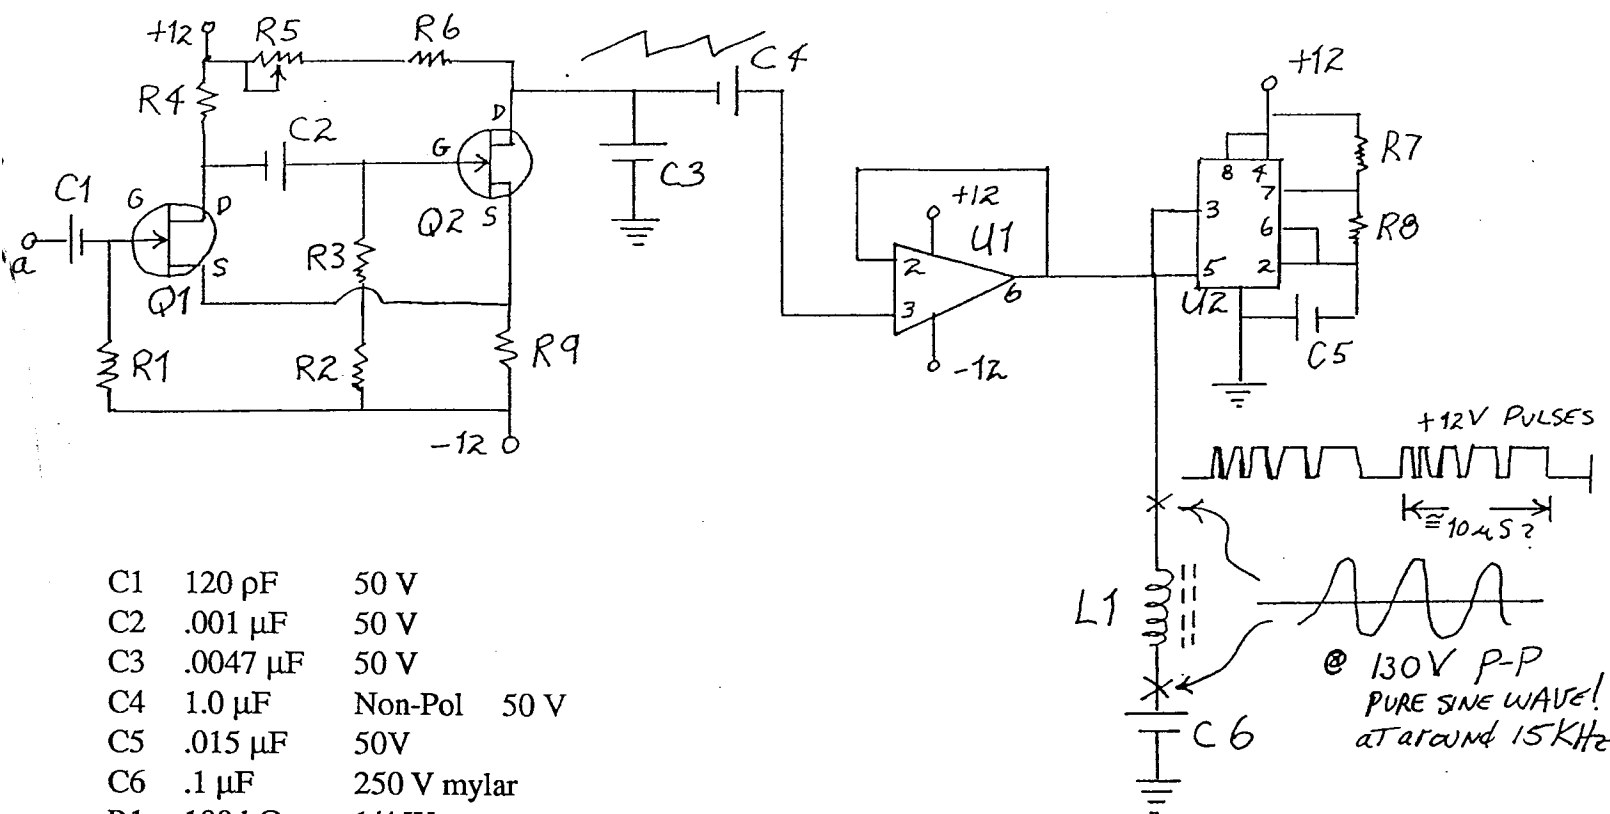 +12
R5
R6
R4
C2
C1
G
D
S
Q1
a
R1
R3
R2
G
D
S
Q2
R9
-12
C3
C4
+12
U1
2
3
6
-12
+12
8
4
7
3
6
5
2
U2
R7
R8
C5
+12V PULSES
≅10μS?
L1
C6
@ 130V P-P
PURE SINE WAVE!
at around 15KHz
C1 120 pF 50 V
C2 .001 μF 50 V
C3 .0047 μF 50 V
C4 1.0 μF Non-Pol 50 V
C5 .015 μF 50V
C6 .1 μF 250 V mylar